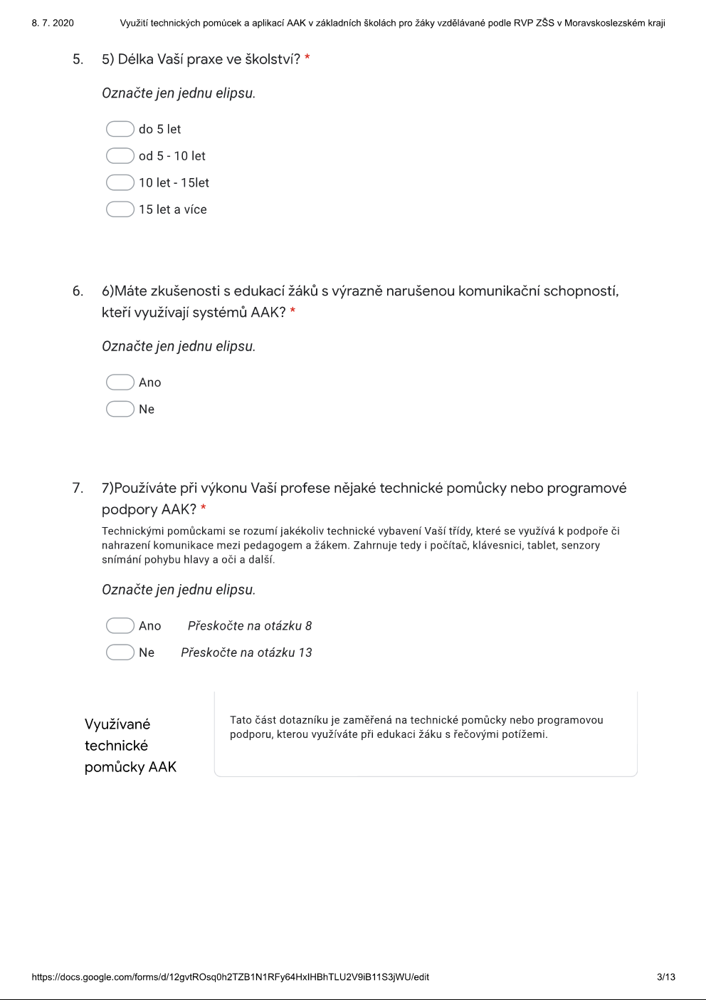 8. 7. 2020 Využití technických pomůcek a aplikací AAK v základních školách pro žáky vzdělávané podle RVP ZŠS v Moravskoslezském kraji
5. 5) Délka Vaší praxe ve školství? *
Označte jen jednu elipsu.
do 5 let
od 5 - 10 let
10 let - 15let
15 let a více
6. 6)Máte zkušenosti s edukací žáků s výrazně narušenou komunikační schopností,
kteří využívají systémů AAK? *
Označte jen jednu elipsu.
Ano
Ne
7. 7)Používáte při výkonu Vaší profese nějaké technické pomůcky nebo programové
podpory AAK? *
Technickými pomůckami se rozumí jakékoliv technické vybavení Vaší třídy, které se využívá k podpoře či
nahrazení komunikace mezi pedagogem a žákem. Zahrnuje tedy i počítač, klávesnici, tablet, senzory
snímání pohybu hlavy a oči a další.
Označte jen jednu elipsu.
Ano Přeskočte na otázku 8
Ne Přeskočte na otázku 13
Využívané
technické
pomůcky AAK
Tato část dotazníku je zaměřená na technické pomůcky nebo programovou
podporu, kterou využíváte při edukaci žáku s řečovými potížemi.
https://docs.google.com/forms/d/12gvtROsq0h2TZB1N1RFy64HxIHBhTLU2V9iB11S3jWU/edit 3/13